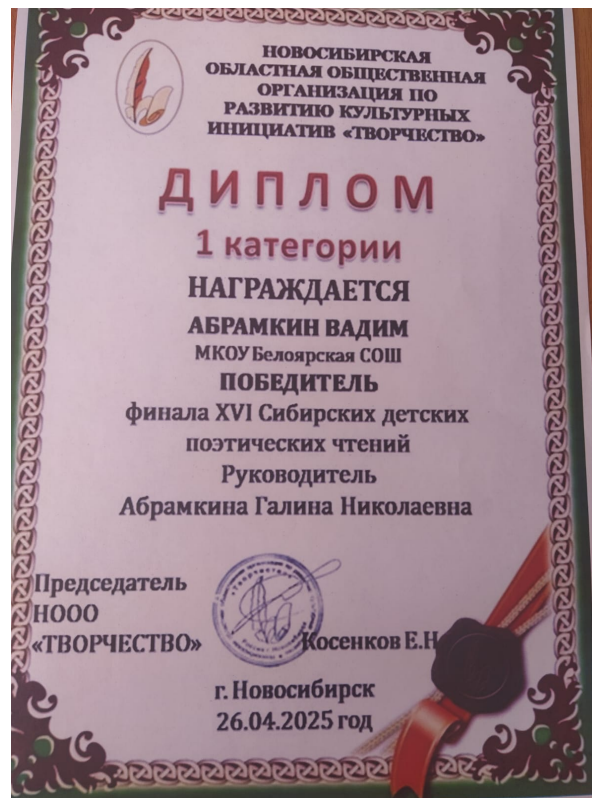 НОВОСИБИРСКАЯ
ОБЛАСТНАЯ ОБЩЕСТВЕННАЯ
ОРГАНИЗАЦИЯ ПО
РАЗВИТИЮ КУЛЬТУРНЫХ
ИНИЦИАТИВ «ТВОРЧЕСТВО»
ДИПЛОМ
1 категории
НАГРАЖДАЕТСЯ
АБРАМКИН ВАДИМ
МКОУ Белоярская СОШ
ПОБЕДИТЕЛЬ
финала XVI Сибирских детских
поэтических чтений
Руководитель
Абрамкина Галина Николаевна
Председатель
НООО
«ТВОРЧЕСТВО»
Косенков Е.Н
г. Новосибирск
26.04.2025 год